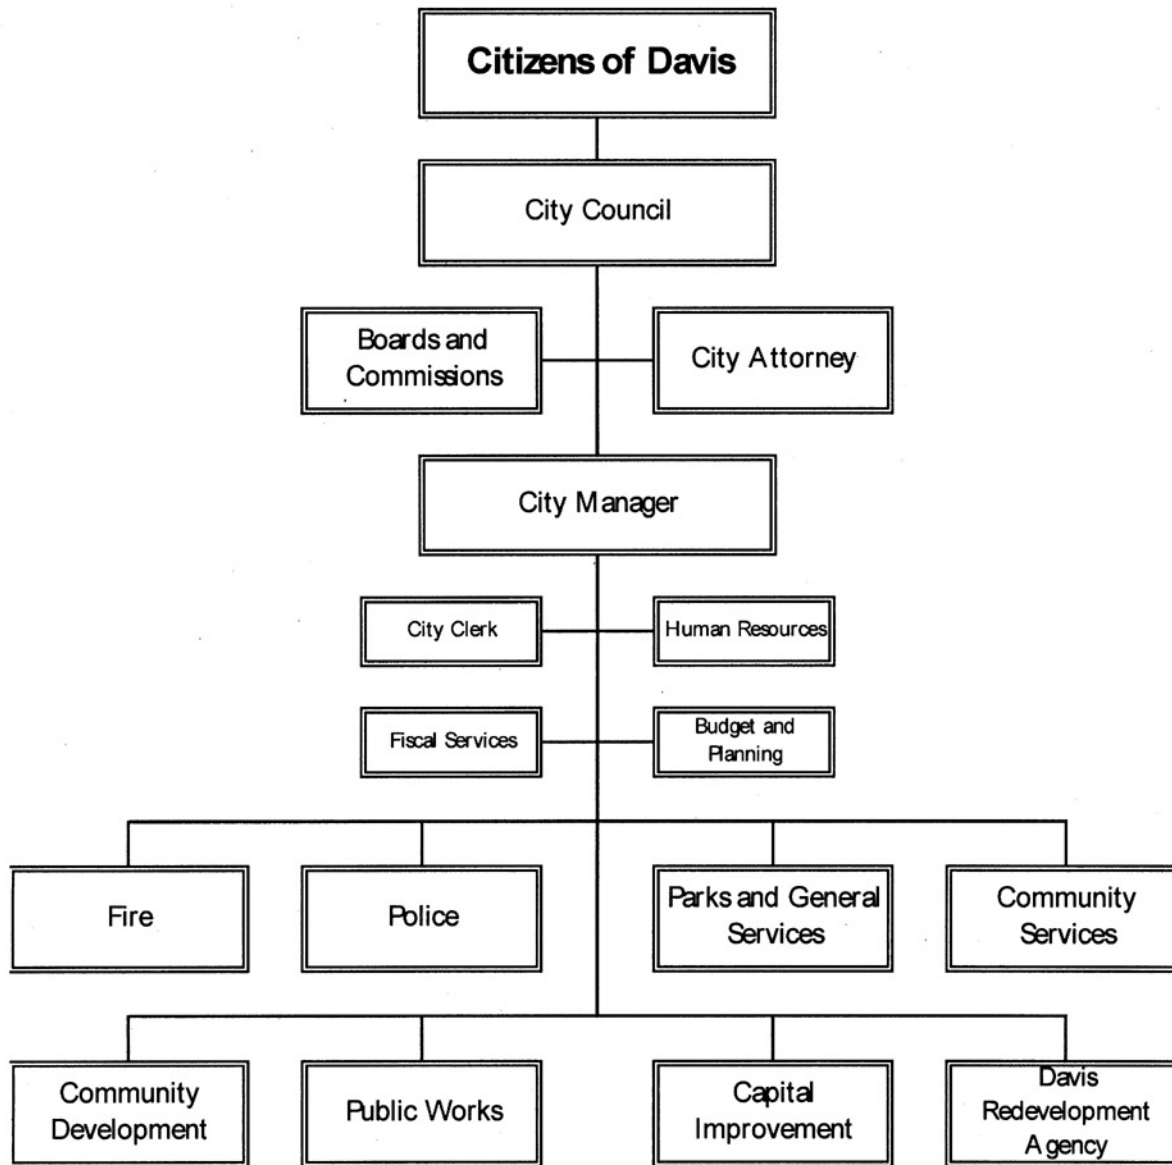 Citizens of Davis
City Council
Boards and
Commissions
City Attorney
City Manager
City Clerk
Human Resources
Fiscal Services
Budget and
Planning
Fire
Police
Parks and General
Services
Community
Services
Community
Development
Public Works
Capital
Improvement
Davis
Redevelopment
Agency